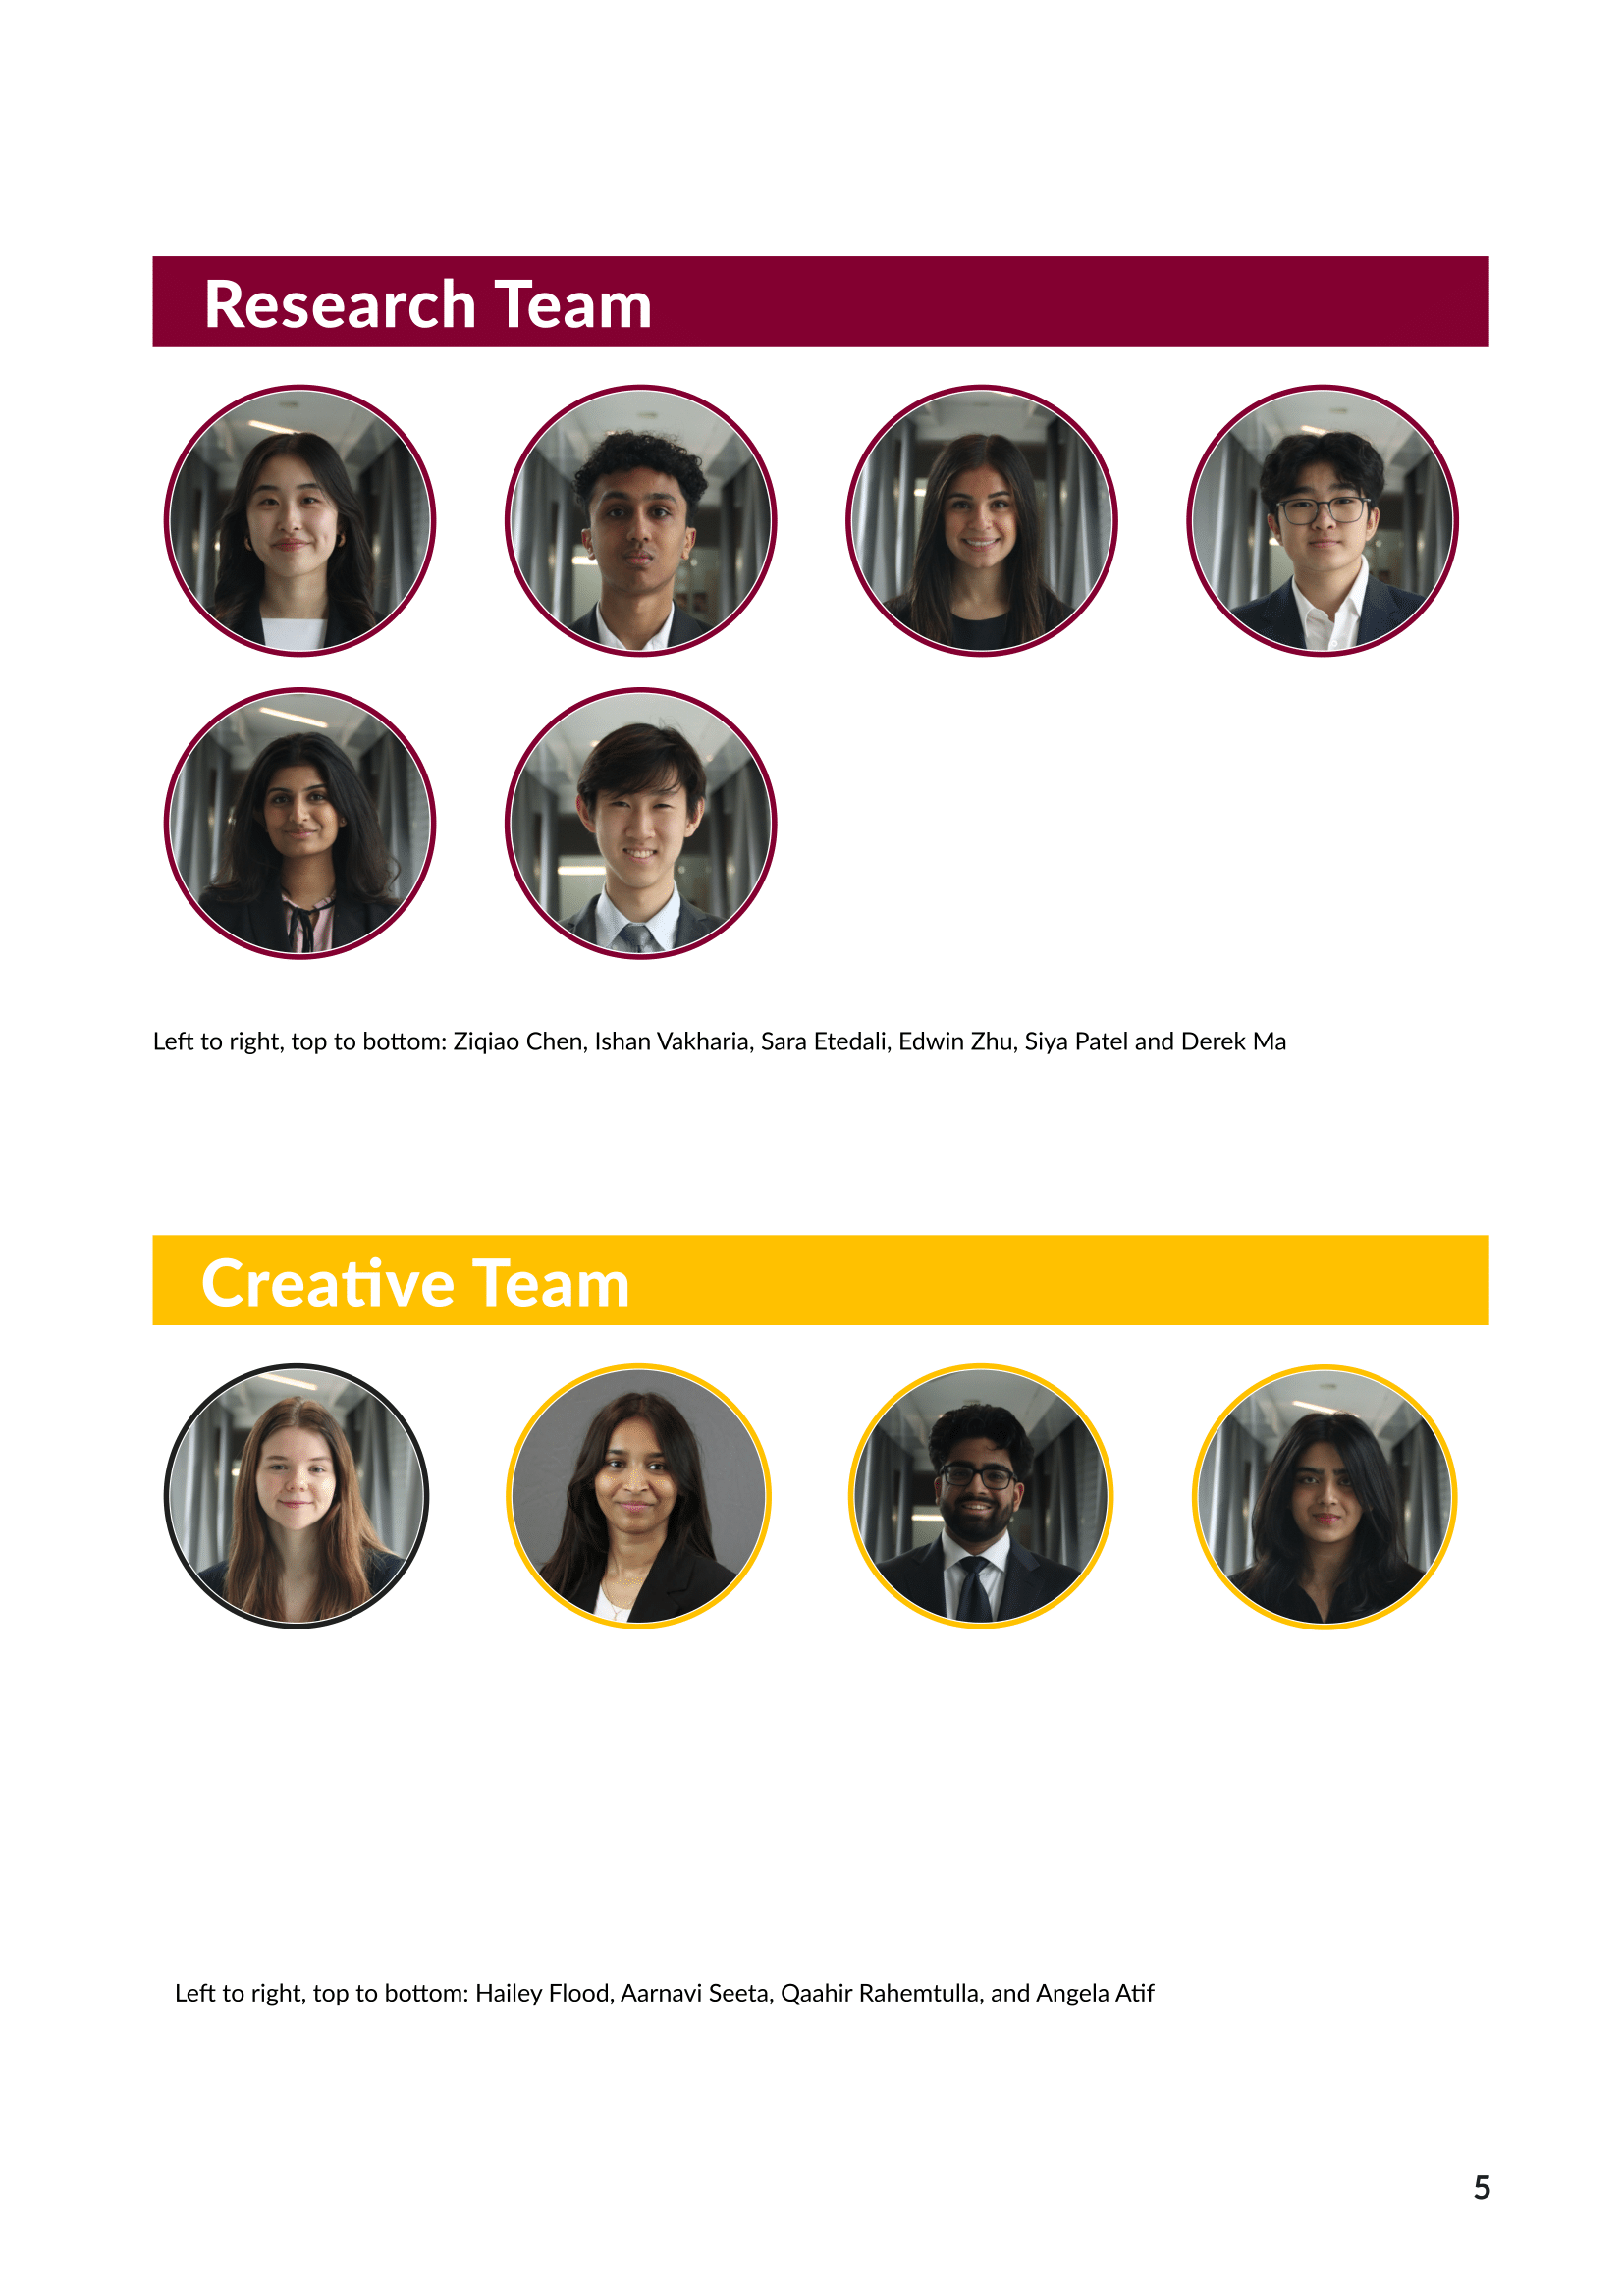 Research Team
Left to right, top to bottom: Ziqiao Chen, Ishan Vakharia, Sara Etedali, Edwin Zhu, Siya Patel and Derek Ma
Creative Team
Left to right, top to bottom: Hailey Flood, Aarnavi Seeta, Qaahir Rahemtulla, and Angela Atif
5